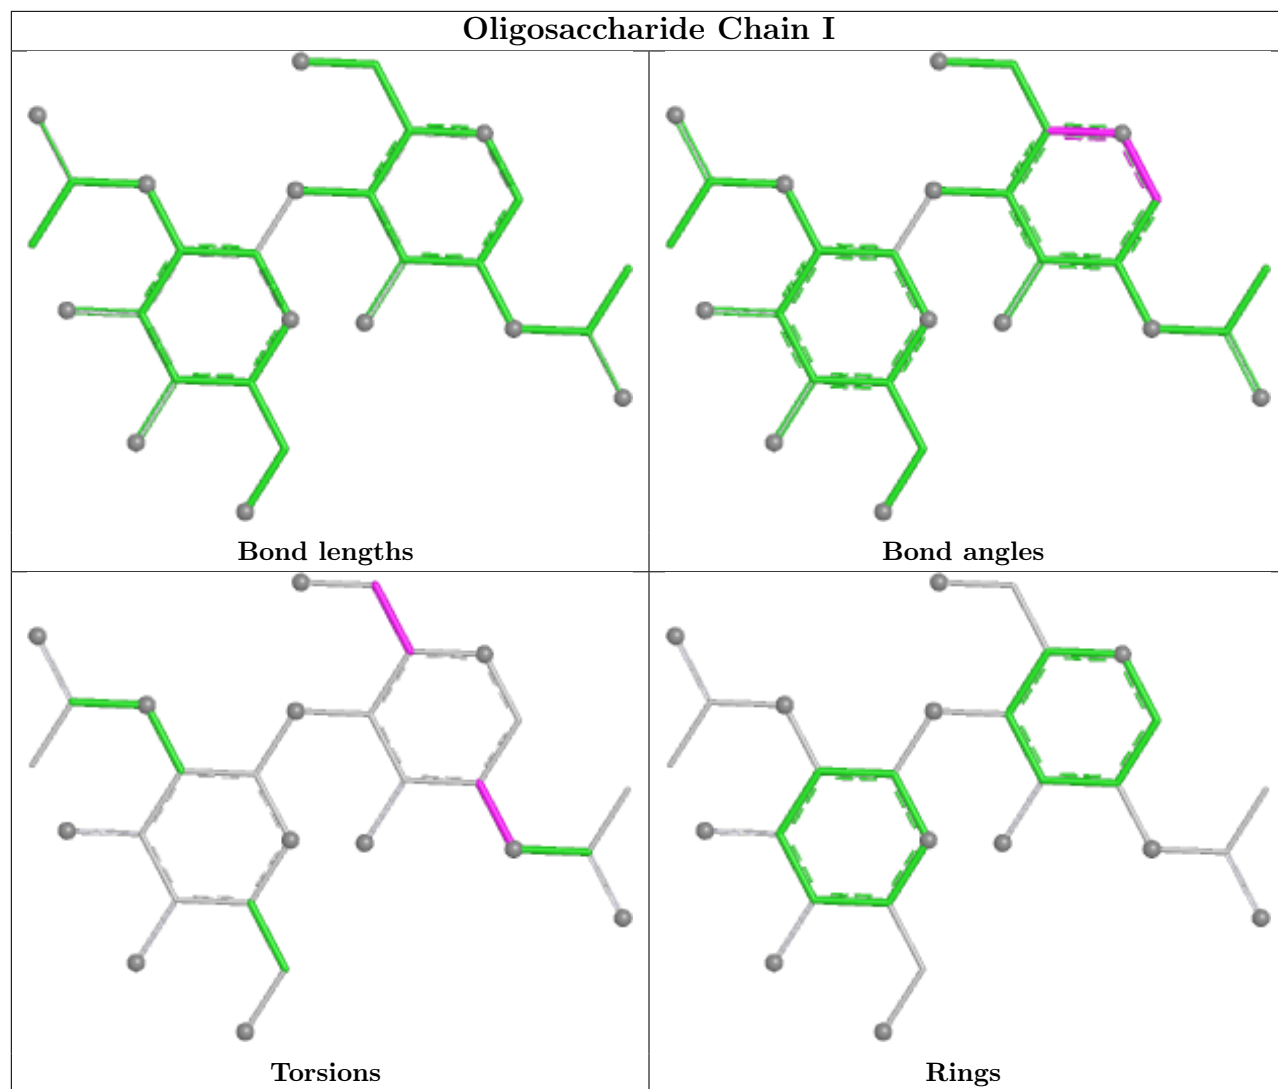 Oligosaccharide Chain I
Bond lengths
Bond angles
Torsions
Rings